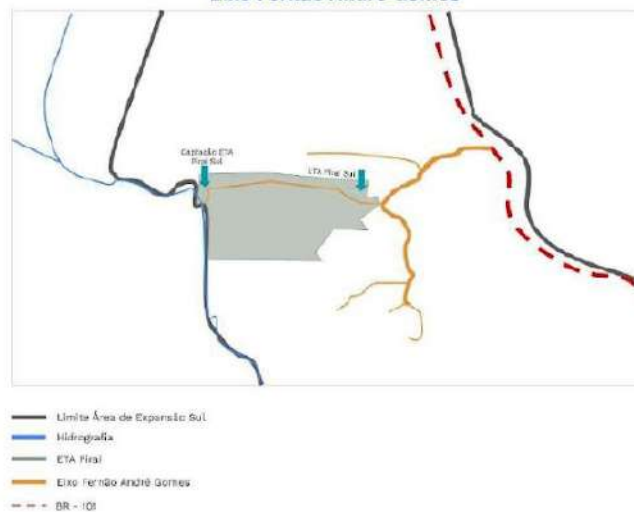 Captação ETA
Piraí Sul
ETA Piraí Sul
Limite Área de Expansão Sul
Hidrografia
ETA Piraí
Eixo Fernão André Gomes
BR - 101